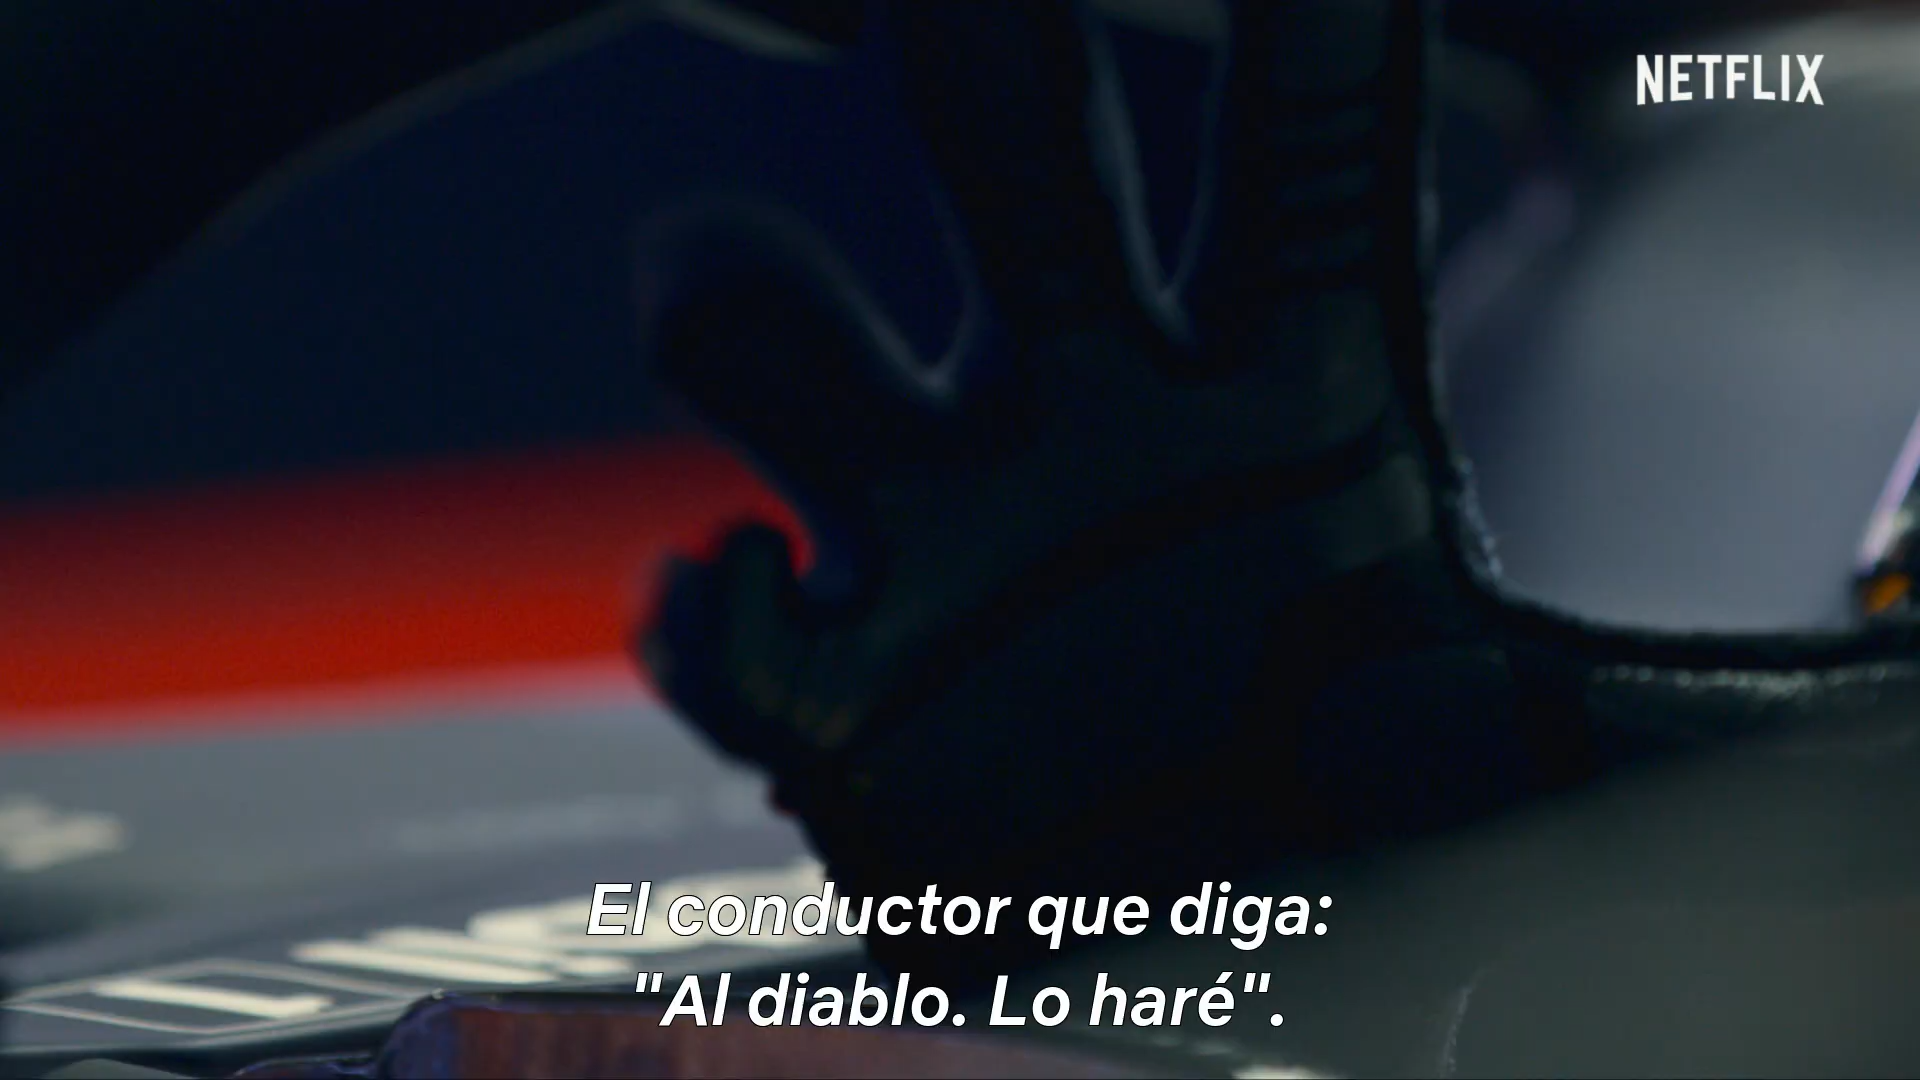 NETFLIX
El conductor que diga:
"Al diablo. Lo haré".